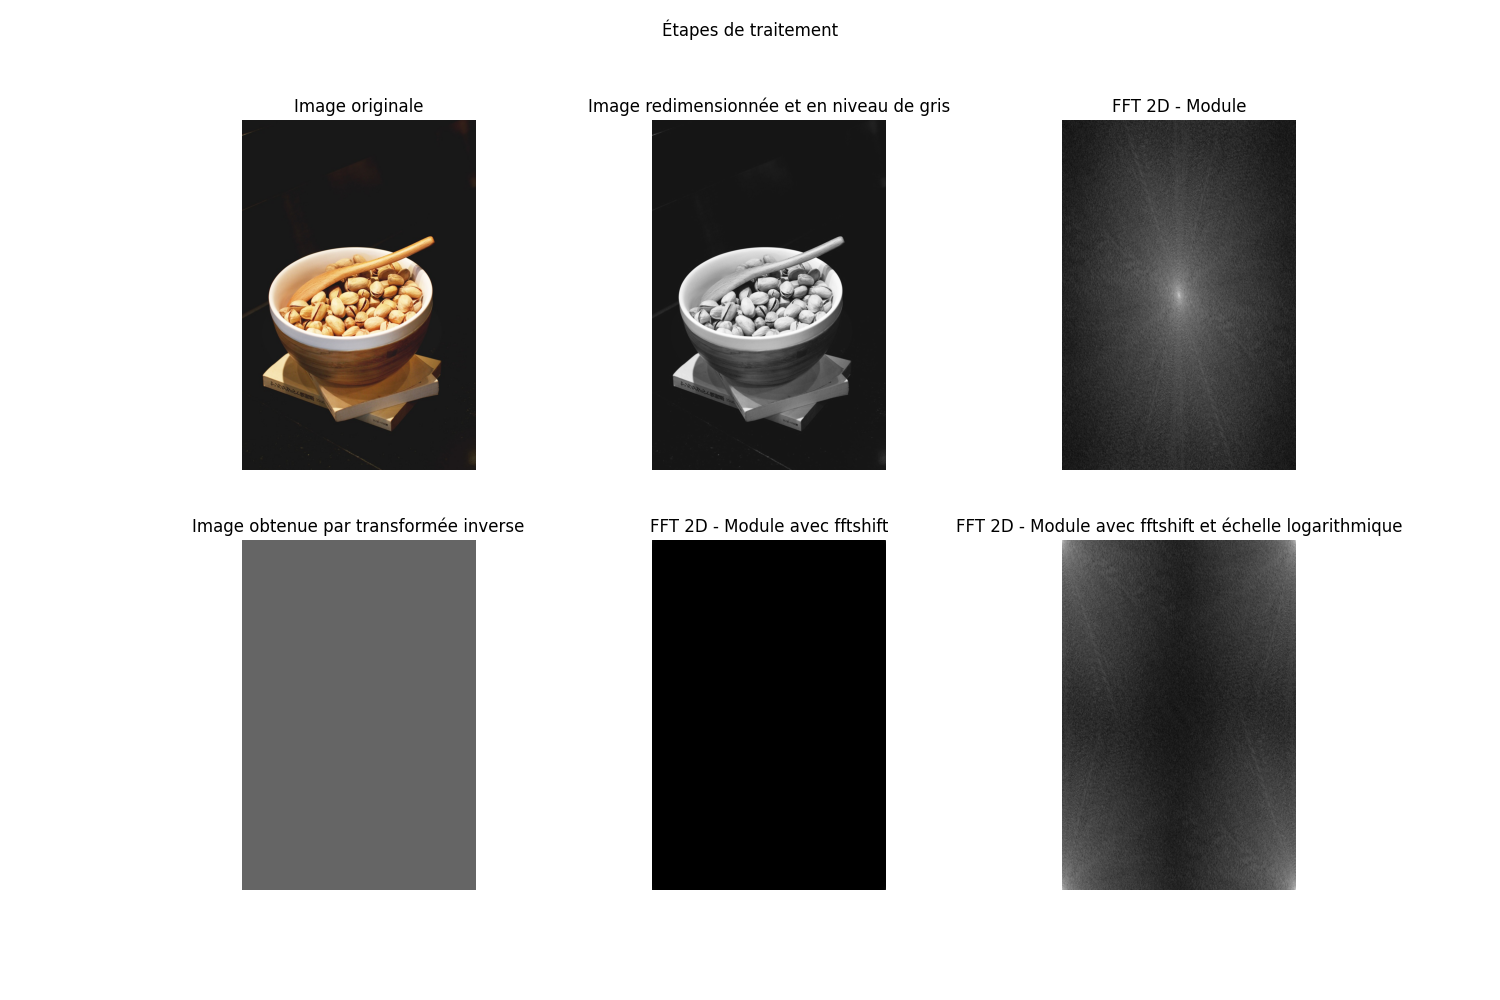 Étapes de traitement
Image originale
Image redimensionnée et en niveau de gris
FFT 2D - Module
Image obtenue par transformée inverse
FFT 2D - Module avec fftshift
FFT 2D - Module avec fftshift et échelle logarithmique